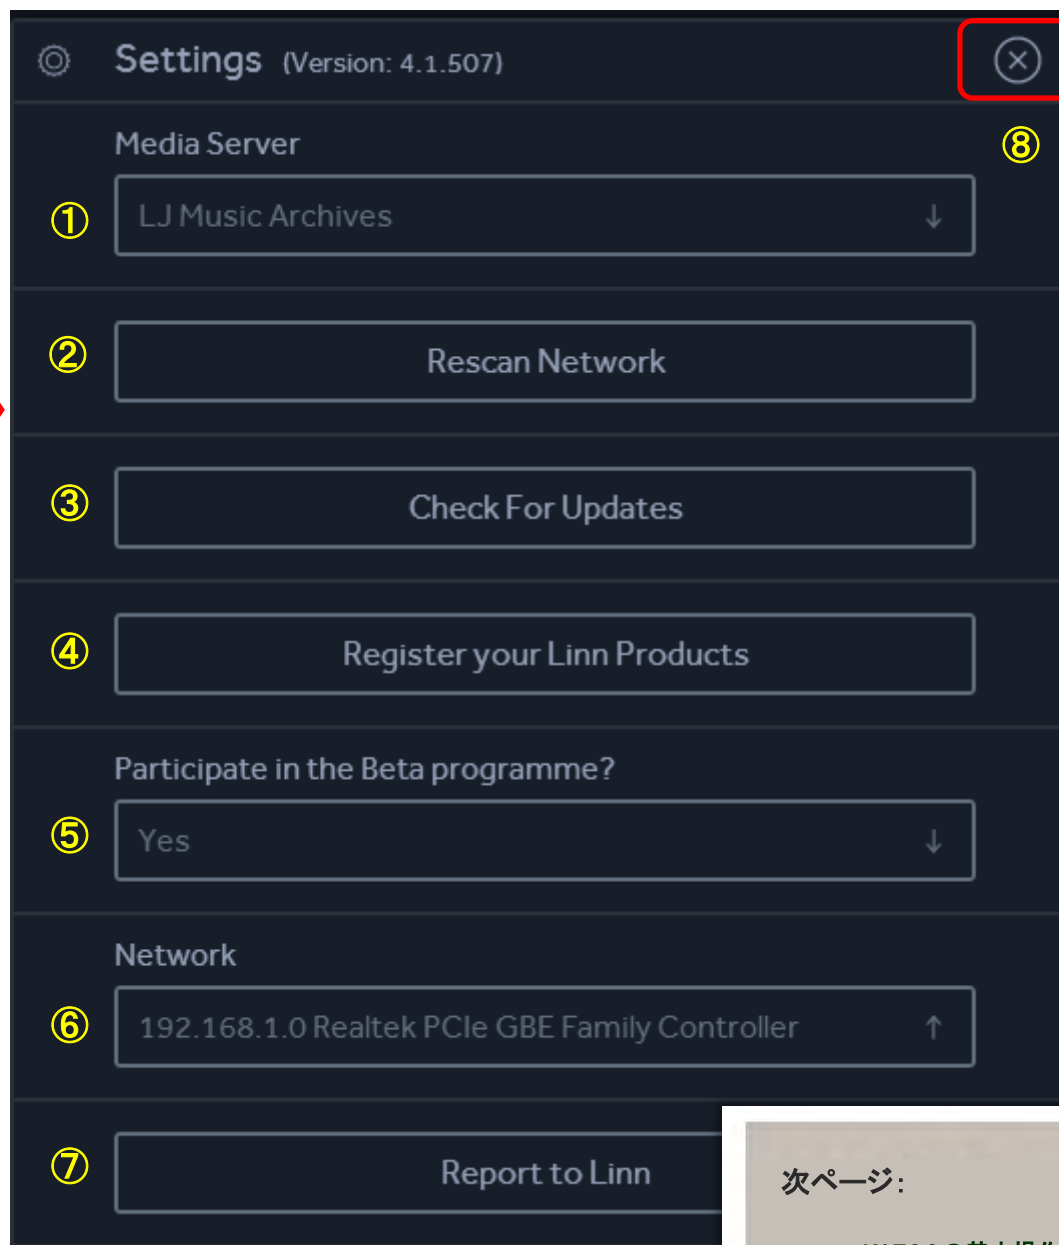 Settings (Version: 4.1.507)
⑧
Media Server
① LJ Music Archives ↓
② Rescan Network
③ Check For Updates
④ Register your Linn Products
Participate in the Beta programme?
⑤ Yes ↓
Network
⑥ 192.168.1.0 Realtek PCIe GBE Family Controller ↑
⑦ Report to Linn
次ページ: